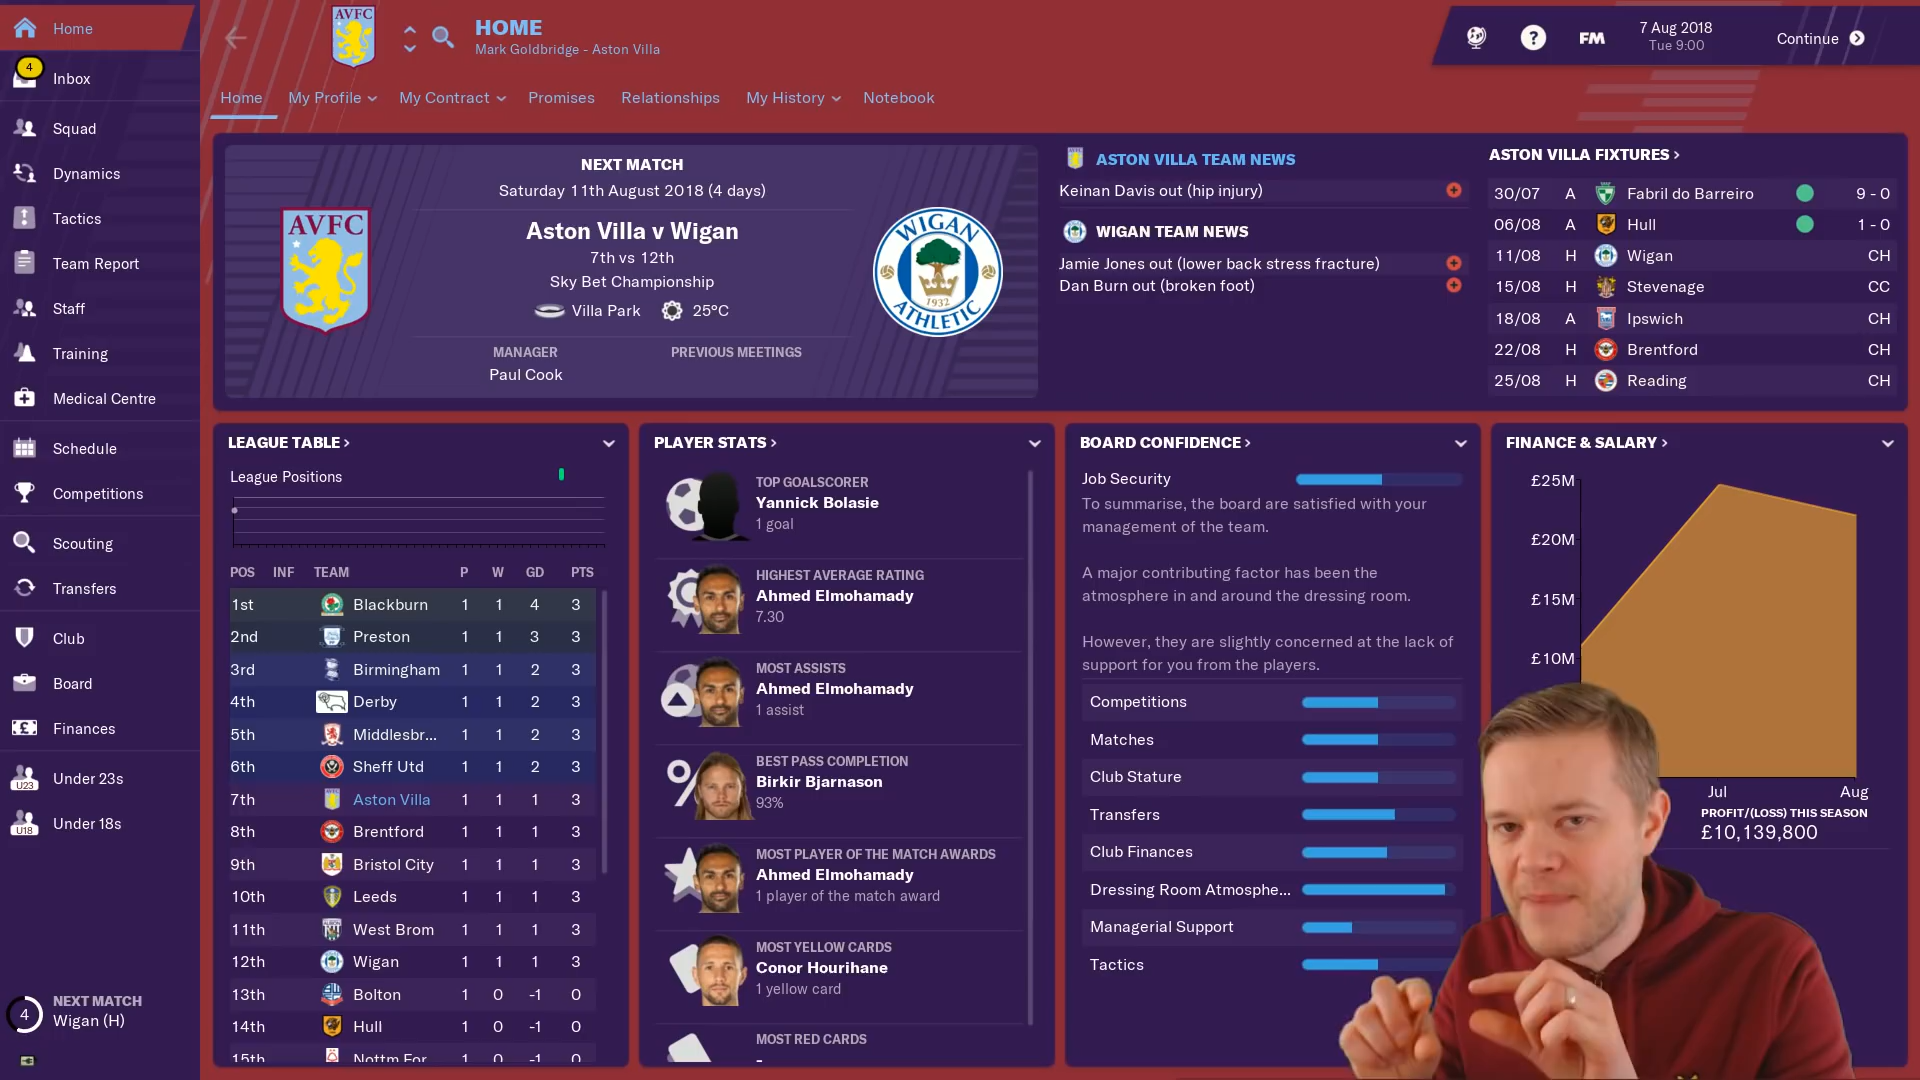 Home
4
Inbox
Squad
Dynamics
Tactics
Team Report
Staff
Training
Medical Centre
Schedule
Competitions
Scouting
Transfers
Club
Board
Finances
U23
Under 23s
U18
Under 18s
4
NEXT MATCH
Wigan (H)
AVFC
HOME
Mark Goldbridge - Aston Villa
?
FM
7 Aug 2018
Tue 9:00
Continue
Home
My Profile
My Contract
Promises
Relationships
My History
Notebook
NEXT MATCH
Saturday 11th August 2018 (4 days)
AVFC
Aston Villa v Wigan
7th vs 12th
Sky Bet Championship
Villa Park
25°C
MANAGER
Paul Cook
PREVIOUS MEETINGS
WIGAN
1932
ATHLETIC
ASTON VILLA TEAM NEWS
Keinan Davis out (hip injury)
WIGAN TEAM NEWS
Jamie Jones out (lower back stress fracture)
Dan Burn out (broken foot)
ASTON VILLA FIXTURES >
30/07 A Fabril do Barreiro 9 - 0
06/08 A Hull 1 - 0
11/08 H Wigan CH
15/08 H Stevenage CC
18/08 A Ipswich CH
22/08 H Brentford CH
25/08 H Reading CH
LEAGUE TABLE >
League Positions
POS INF TEAM P W GD PTS
1st Blackburn 1 1 4 3
2nd Preston 1 1 3 3
3rd Birmingham 1 1 2 3
4th Derby 1 1 2 3
5th Middlesbr... 1 1 2 3
6th Sheff Utd 1 1 2 3
7th Aston Villa 1 1 1 3
8th Brentford 1 1 1 3
9th Bristol City 1 1 1 3
10th Leeds 1 1 1 3
11th West Brom 1 1 1 3
12th Wigan 1 1 1 3
13th Bolton 1 0 -1 0
14th Hull 1 0 -1 0
15th Nottm For 1 0 -1 0
PLAYER STATS >
TOP GOALSCORER
Yannick Bolasie
1 goal
HIGHEST AVERAGE RATING
Ahmed Elmohamady
7.30
MOST ASSISTS
Ahmed Elmohamady
1 assist
BEST PASS COMPLETION
Birkir Bjarnason
93%
MOST PLAYER OF THE MATCH AWARDS
Ahmed Elmohamady
1 player of the match award
MOST YELLOW CARDS
Conor Hourihane
1 yellow card
MOST RED CARDS
-
BOARD CONFIDENCE >
Job Security
To summarise, the board are satisfied with your
management of the team.
A major contributing factor has been the
atmosphere in and around the dressing room.
However, they are slightly concerned at the lack of
support for you from the players.
Competitions
Matches
Club Stature
Transfers
Club Finances
Dressing Room Atmosphe...
Managerial Support
Tactics
FINANCE & SALARY >
£25M
£20M
£15M
£10M
Jul
Aug
PROFIT/(LOSS) THIS SEASON
£10,139,800